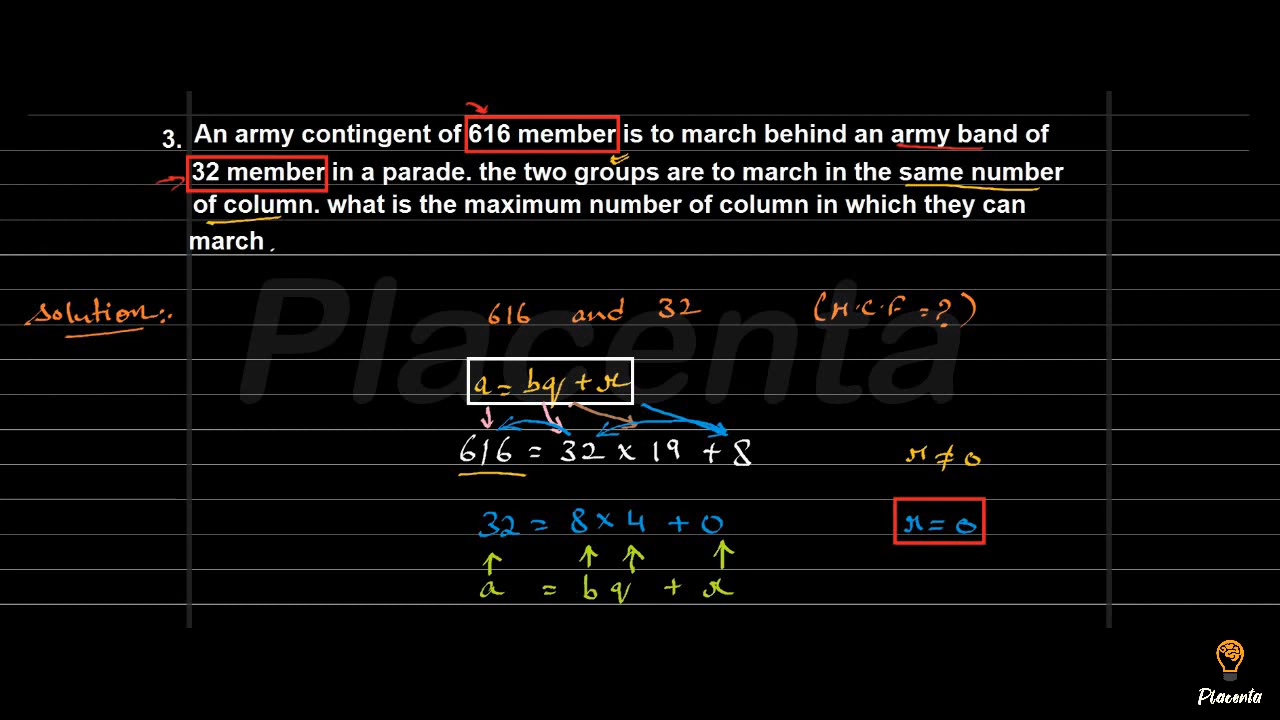 3. An army contingent of 616 member is to march behind an army band of
32 member in a parade. the two groups are to march in the same number
of column. what is the maximum number of column in which they can
march.
Solution:.
616 and 32 (H.C.F = ?)
Placenta
a = bq + r
616 = 32 × 19 + 8 r ≠ 0
32 = 8 × 4 + 0 r = 0
a = b q + r
Placenta